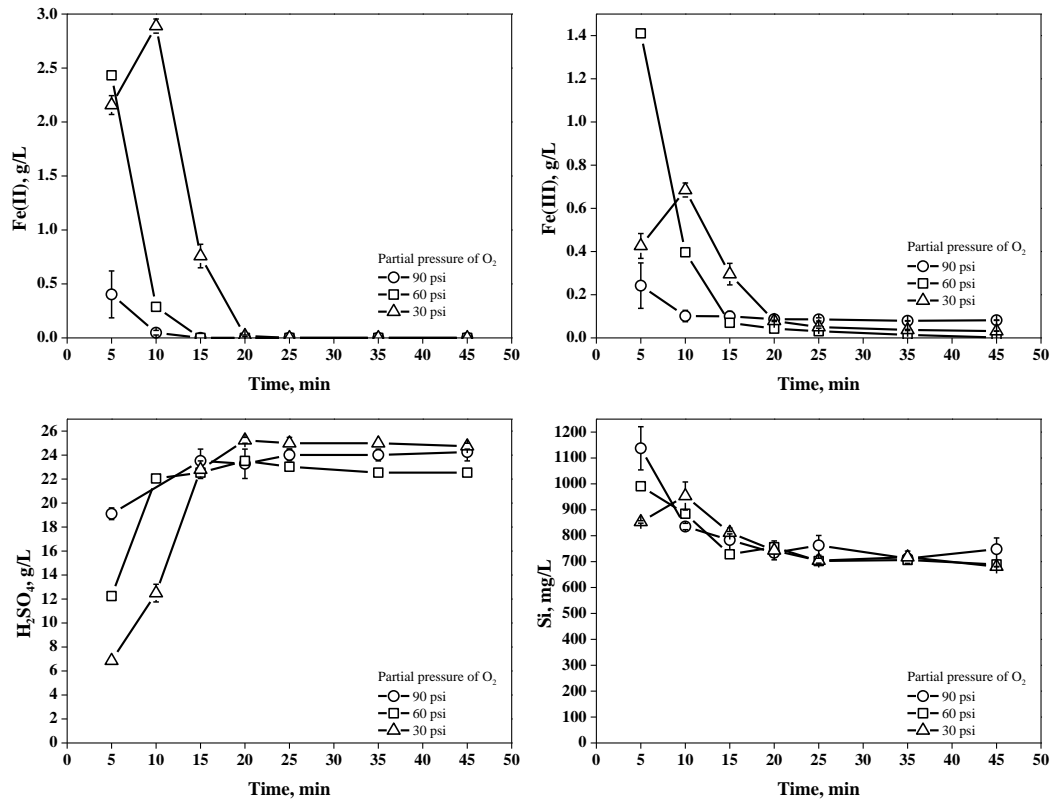 Fe(II), g/L
3.0
2.5
2.0
1.5
1.0
0.5
0.0
0 5 10 15 20 25 30 35 40 45 50
Time, min
Partial pressure of O₂
90 psi
60 psi
30 psi
Fe(III), g/L
1.4
1.2
1.0
0.8
0.6
0.4
0.2
0.0
0 5 10 15 20 25 30 35 40 45 50
Time, min
Partial pressure of O₂
90 psi
60 psi
30 psi
H₂SO₄, g/L
26
24
22
20
18
16
14
12
10
8
6
4
2
0
0 5 10 15 20 25 30 35 40 45 50
Time, min
Partial pressure of O₂
90 psi
60 psi
30 psi
Si, mg/L
1200
1100
1000
900
800
700
600
500
400
300
200
100
0
0 5 10 15 20 25 30 35 40 45 50
Time, min
Partial pressure of O₂
90 psi
60 psi
30 psi